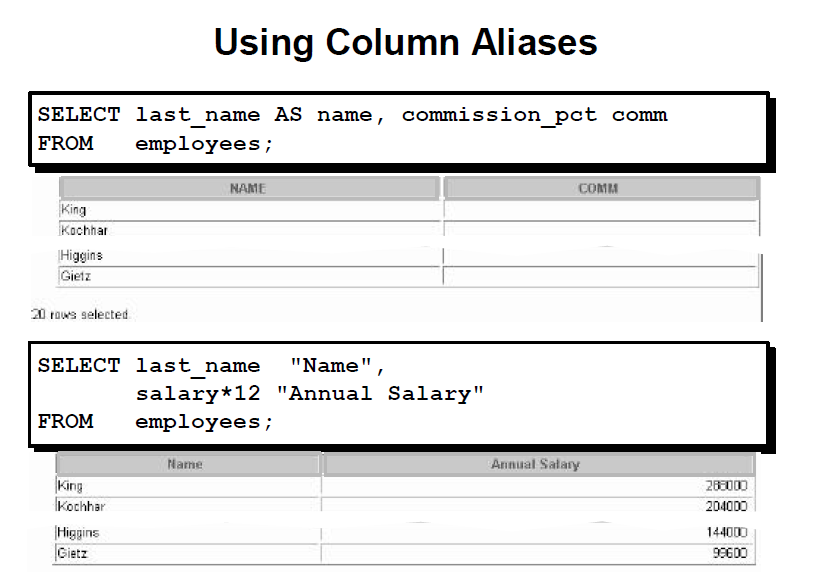 Using Column Aliases
SELECT last_name AS name, commission_pct comm
FROM employees;
NAME COMM
King
Kochhar
Higgins
Gietz
20 rows selected.
SELECT last_name "Name",
salary*12 "Annual Salary"
FROM employees;
Name Annual Salary
King 288000
Kochhar 204000
Higgins 144000
Gietz 99600